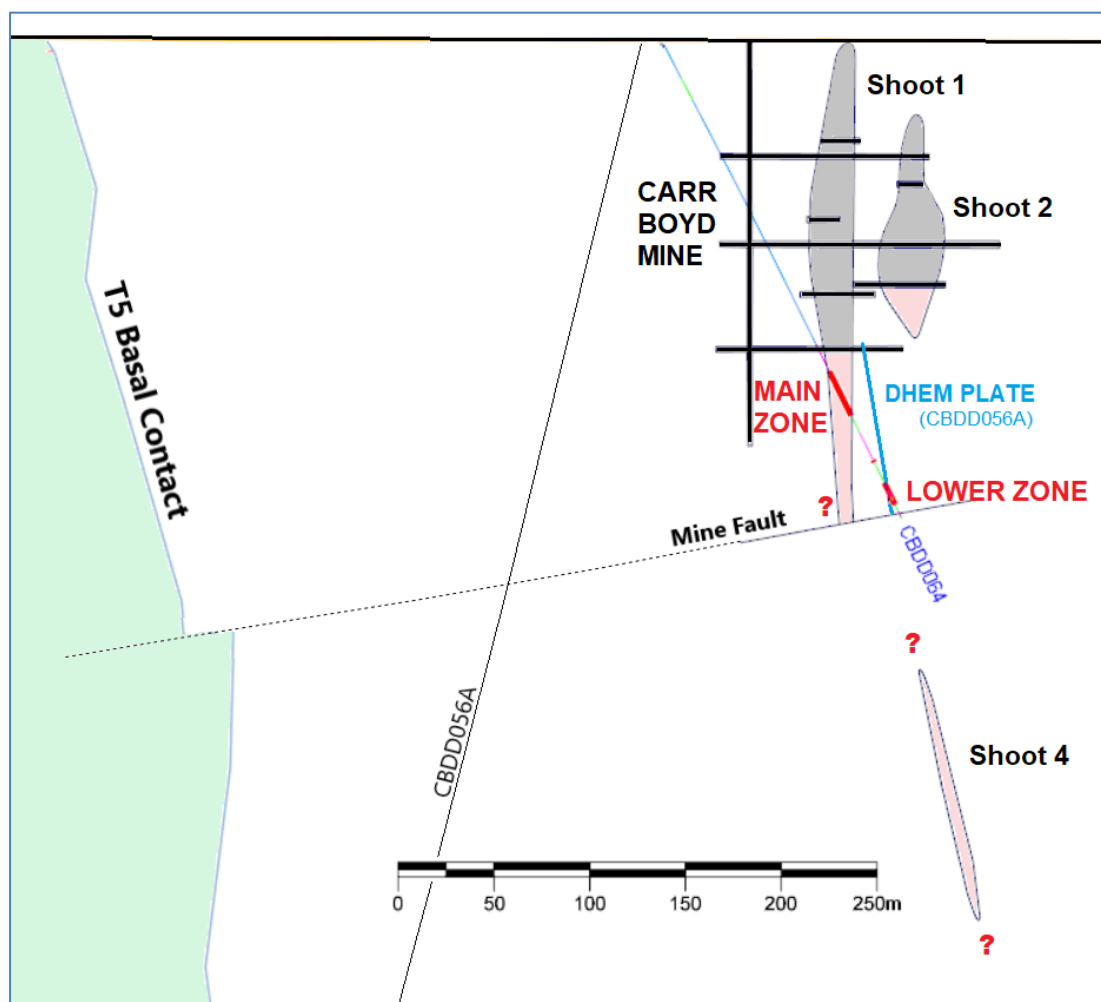 Shoot 1
CARR
BOYD
MINE
Shoot 2
T5 Basal Contact
MAIN
ZONE
DHEM PLATE
(CBDD056A)
LOWER ZONE
?
Mine Fault
CBDD064
?
CBDD056A
Shoot 4
0 50 100 150 200 250m
?